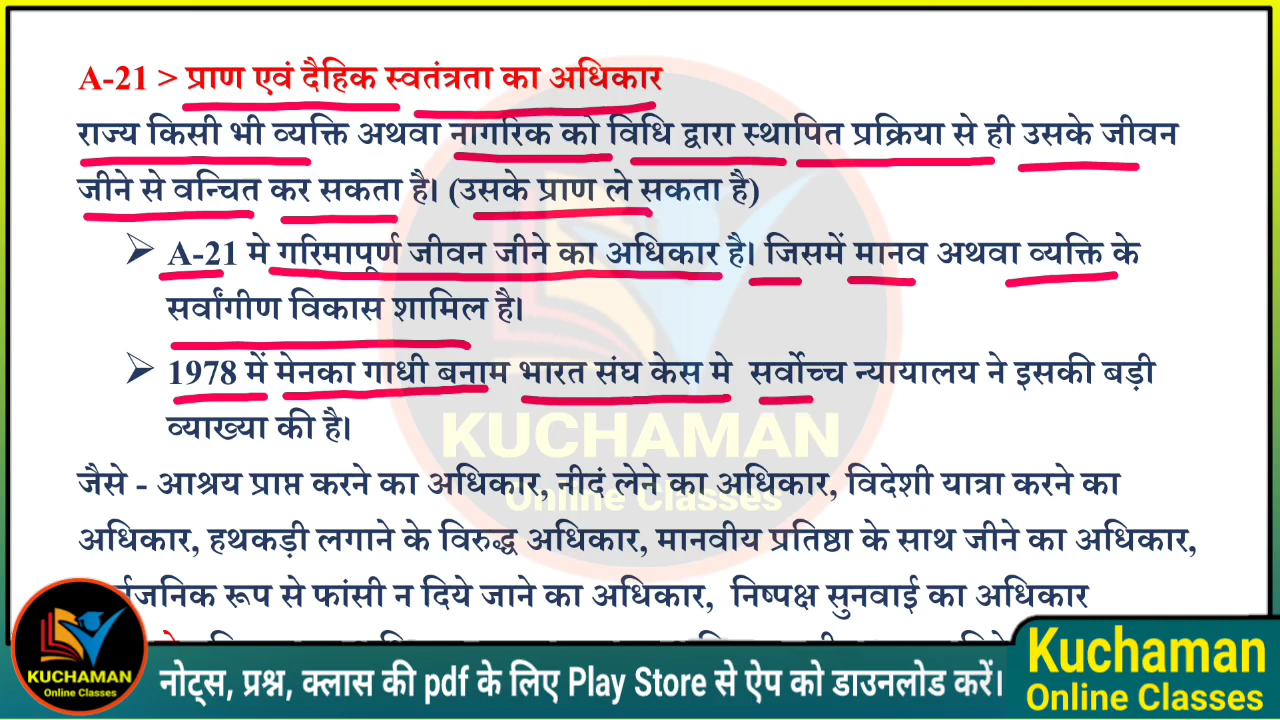 A-21 > प्राण एवं दैहिक स्वतंत्रता का अधिकार
राज्य किसी भी व्यक्ति अथवा नागरिक को विधि द्वारा स्थापित प्रक्रिया से ही उसके जीवन
जीने से वन्चित कर सकता है। (उसके प्राण ले सकता है)
➢ A-21 मे गरिमापूर्ण जीवन जीने का अधिकार है। जिसमें मानव अथवा व्यक्ति के
सर्वांगीण विकास शामिल है।
➢ 1978 में मेनका गाधी बनाम भारत संघ केस मे सर्वोच्च न्यायालय ने इसकी बड़ी
व्याख्या की है।
KUCHAMAN
जैसे - आश्रय प्राप्त करने का अधिकार, नीदं लेने का अधिकार, विदेशी यात्रा करने का
Online Classes
अधिकार, हथकड़ी लगाने के विरुद्ध अधिकार, मानवीय प्रतिष्ठा के साथ जीने का अधिकार,
रूप से फांसी न दिये जाने का अधिकार, निष्पक्ष सुनवाई का अधिकार
KUCHAMAN
Online Classes
नोट्स, प्रश्न, क्लास की pdf के लिए Play Store से ऐप को डाउनलोड करें।
Kuchaman
Online Classes